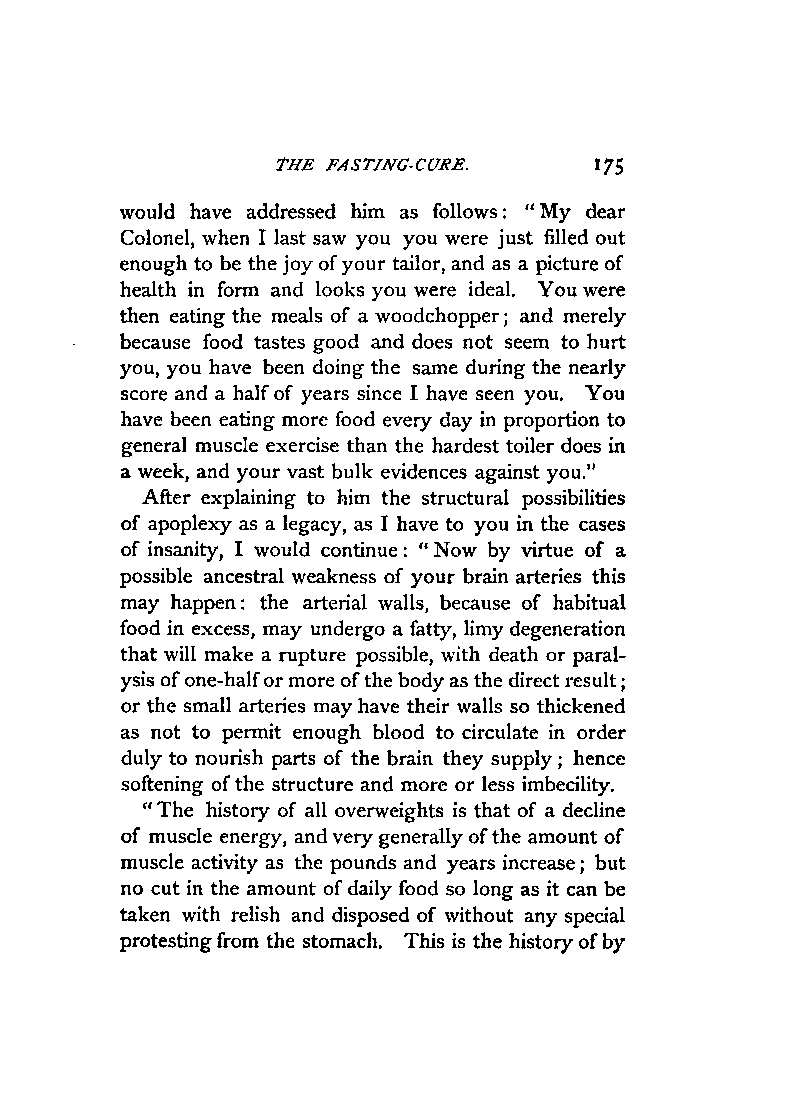 THE FASTING-CURE. 175
would have addressed him as follows: "My dear
Colonel, when I last saw you you were just filled out
enough to be the joy of your tailor, and as a picture of
health in form and looks you were ideal. You were
then eating the meals of a woodchopper; and merely
because food tastes good and does not seem to hurt
you, you have been doing the same during the nearly
score and a half of years since I have seen you. You
have been eating more food every day in proportion to
general muscle exercise than the hardest toiler does in
a week, and your vast bulk evidences against you."
After explaining to him the structural possibilities
of apoplexy as a legacy, as I have to you in the cases
of insanity, I would continue: "Now by virtue of a
possible ancestral weakness of your brain arteries this
may happen: the arterial walls, because of habitual
food in excess, may undergo a fatty, limy degeneration
that will make a rupture possible, with death or paral-
ysis of one-half or more of the body as the direct result;
or the small arteries may have their walls so thickened
as not to permit enough blood to circulate in order
duly to nourish parts of the brain they supply; hence
softening of the structure and more or less imbecility.
"The history of all overweights is that of a decline
of muscle energy, and very generally of the amount of
muscle activity as the pounds and years increase; but
no cut in the amount of daily food so long as it can be
taken with relish and disposed of without any special
protesting from the stomach. This is the history of by